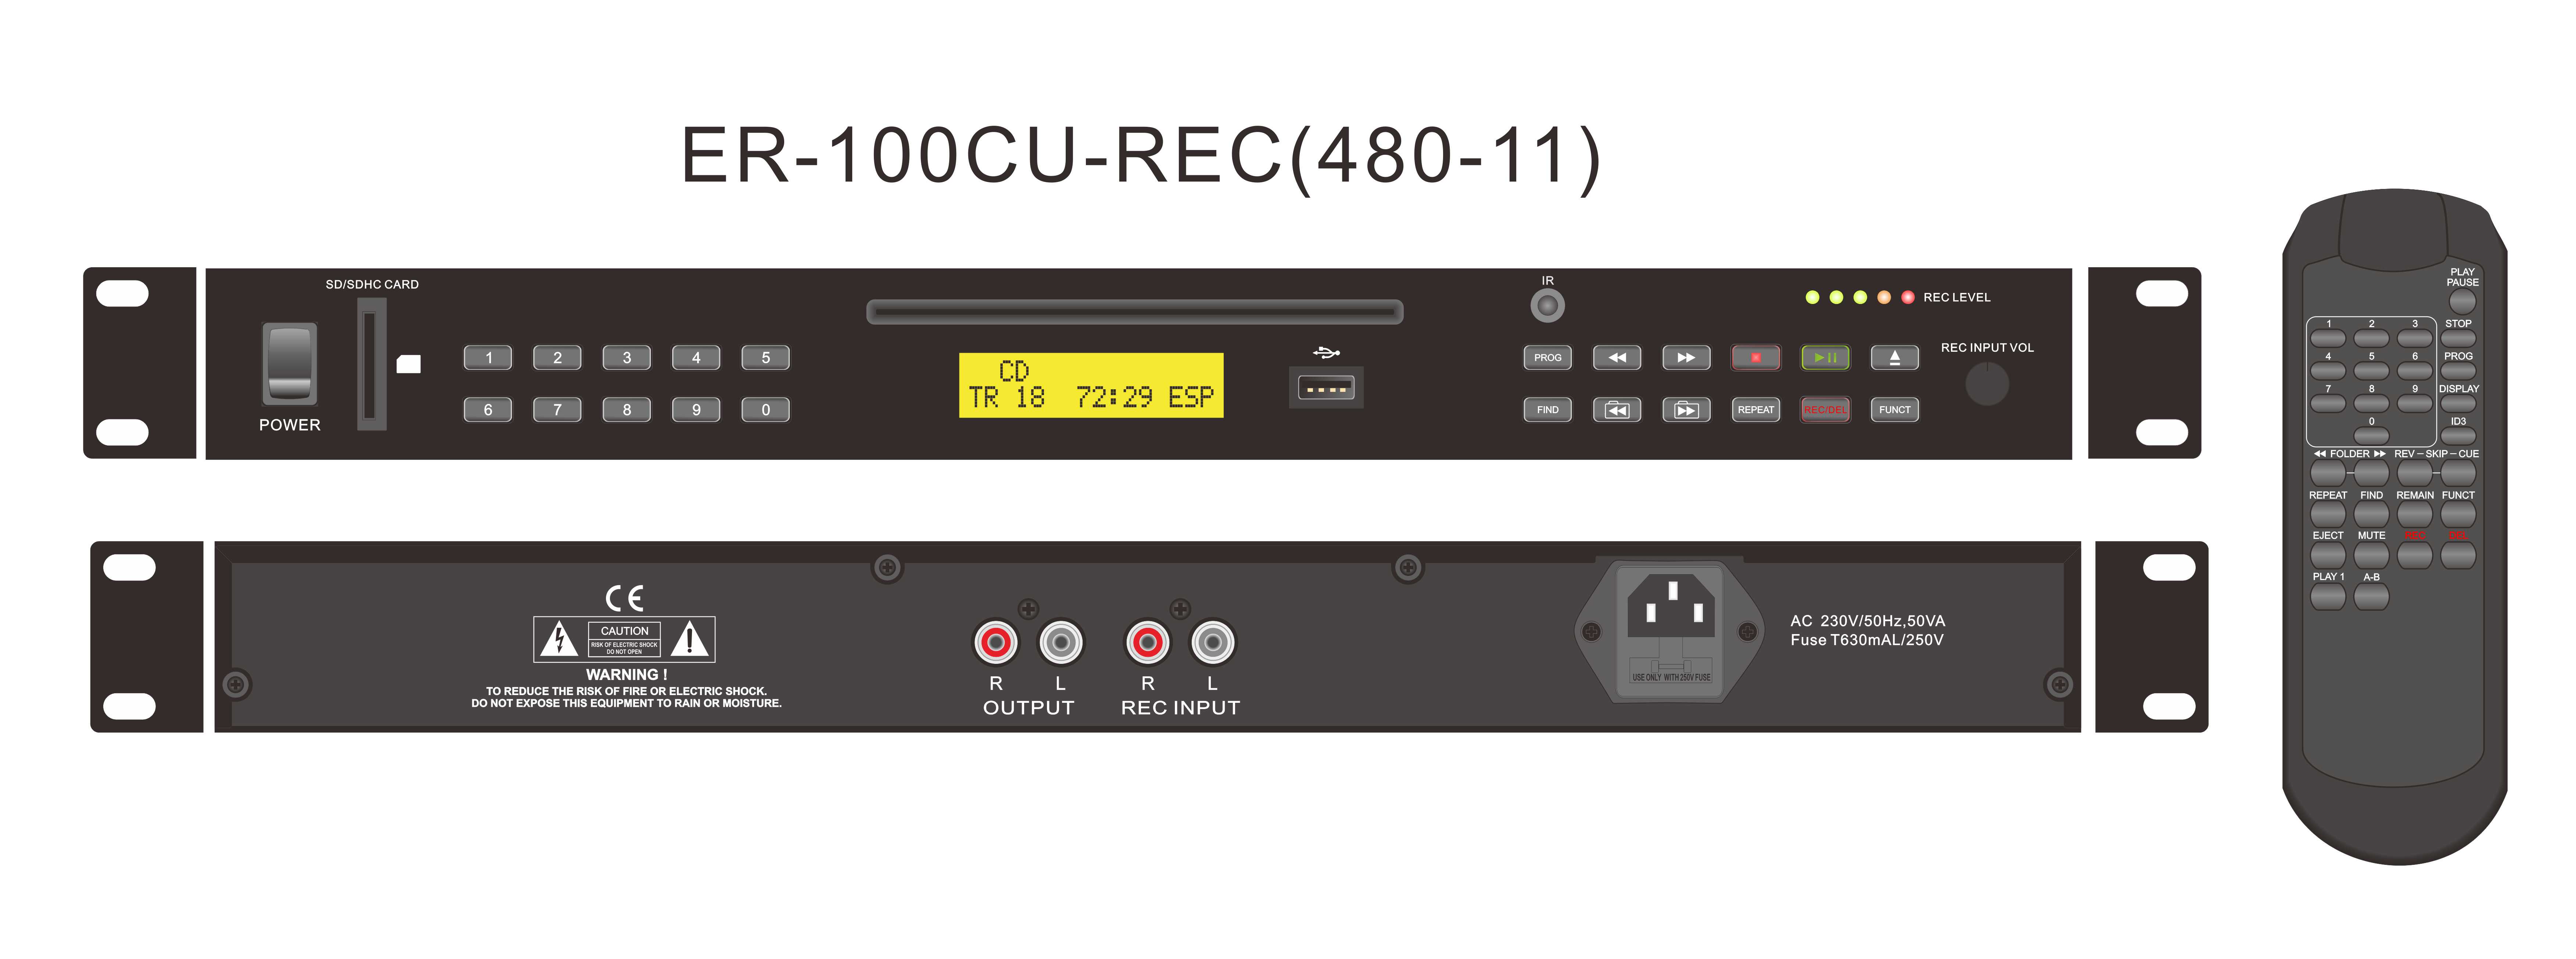 ER-100CU-REC(480-11)
SD/SDHC CARD
POWER
1 2 3 4 5
6 7 8 9 0
CD
TR 18 72:29 ESP
IR
REC LEVEL
REC INPUT VOL
PROG
FIND REPEAT REC/DEL FUNCT
CE
CAUTION
RISK OF ELECTRIC SHOCK
DO NOT OPEN
WARNING !
TO REDUCE THE RISK OF FIRE OR ELECTRIC SHOCK.
DO NOT EXPOSE THIS EQUIPMENT TO RAIN OR MOISTURE.
R L R L
OUTPUT REC INPUT
USE ONLY WITH 250V FUSE
AC 230V/50Hz,50VA
Fuse T630mAL/250V
PLAY
PAUSE
1 2 3 STOP
4 5 6 PROG
7 8 9 DISPLAY
0 ID3
FOLDER REV – SKIP – CUE
REPEAT FIND REMAIN FUNCT
EJECT MUTE REC DEL
PLAY 1 A-B